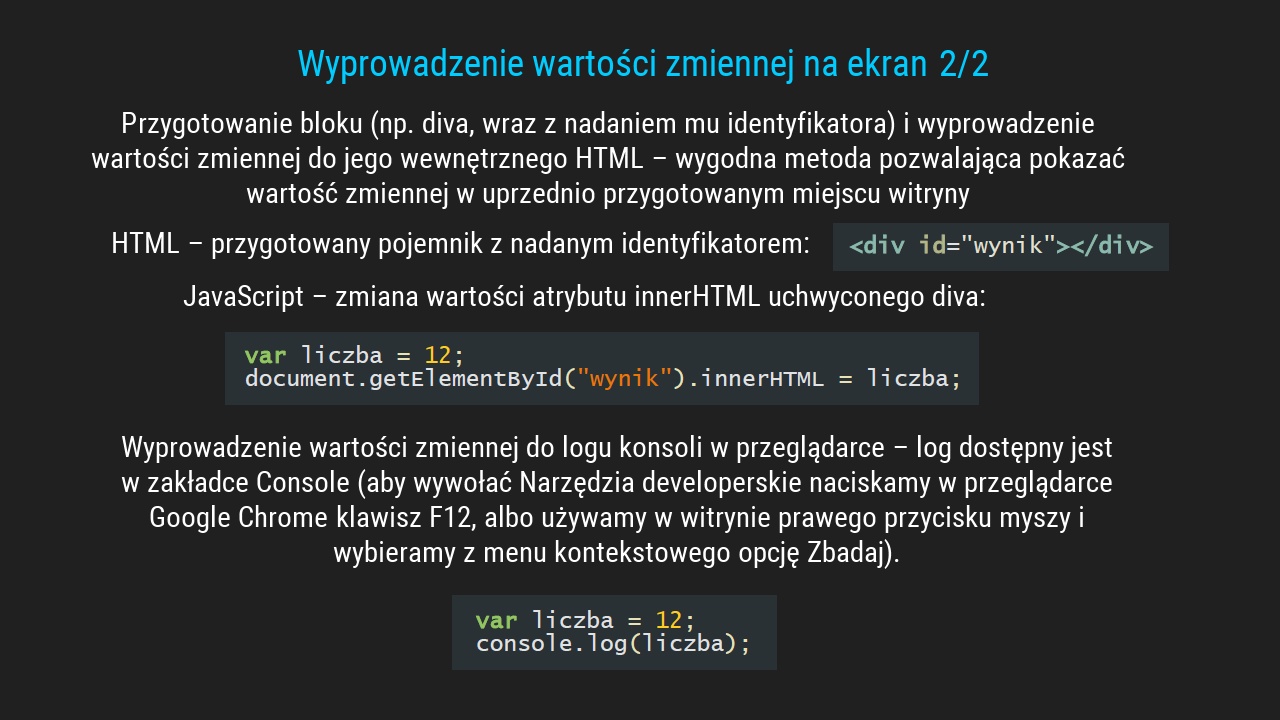 Wyprowadzenie wartości zmiennej na ekran 2/2
Przygotowanie bloku (np. diva, wraz z nadaniem mu identyfikatora) i wyprowadzenie
wartości zmiennej do jego wewnętrznego HTML – wygodna metoda pozwalająca pokazać
wartość zmiennej w uprzednio przygotowanym miejscu witryny
HTML – przygotowany pojemnik z nadanym identyfikatorem: <div id="wynik"></div>
JavaScript – zmiana wartości atrybutu innerHTML uchwyconego diva:
var liczba = 12;
document.getElementById("wynik").innerHTML = liczba;
Wyprowadzenie wartości zmiennej do logu konsoli w przeglądarce – log dostępny jest
w zakładce Console (aby wywołać Narzędzia developerskie naciskamy w przeglądarce
Google Chrome klawisz F12, albo używamy w witrynie prawego przycisku myszy i
wybieramy z menu kontekstowego opcję Zbadaj).
var liczba = 12;
console.log(liczba);